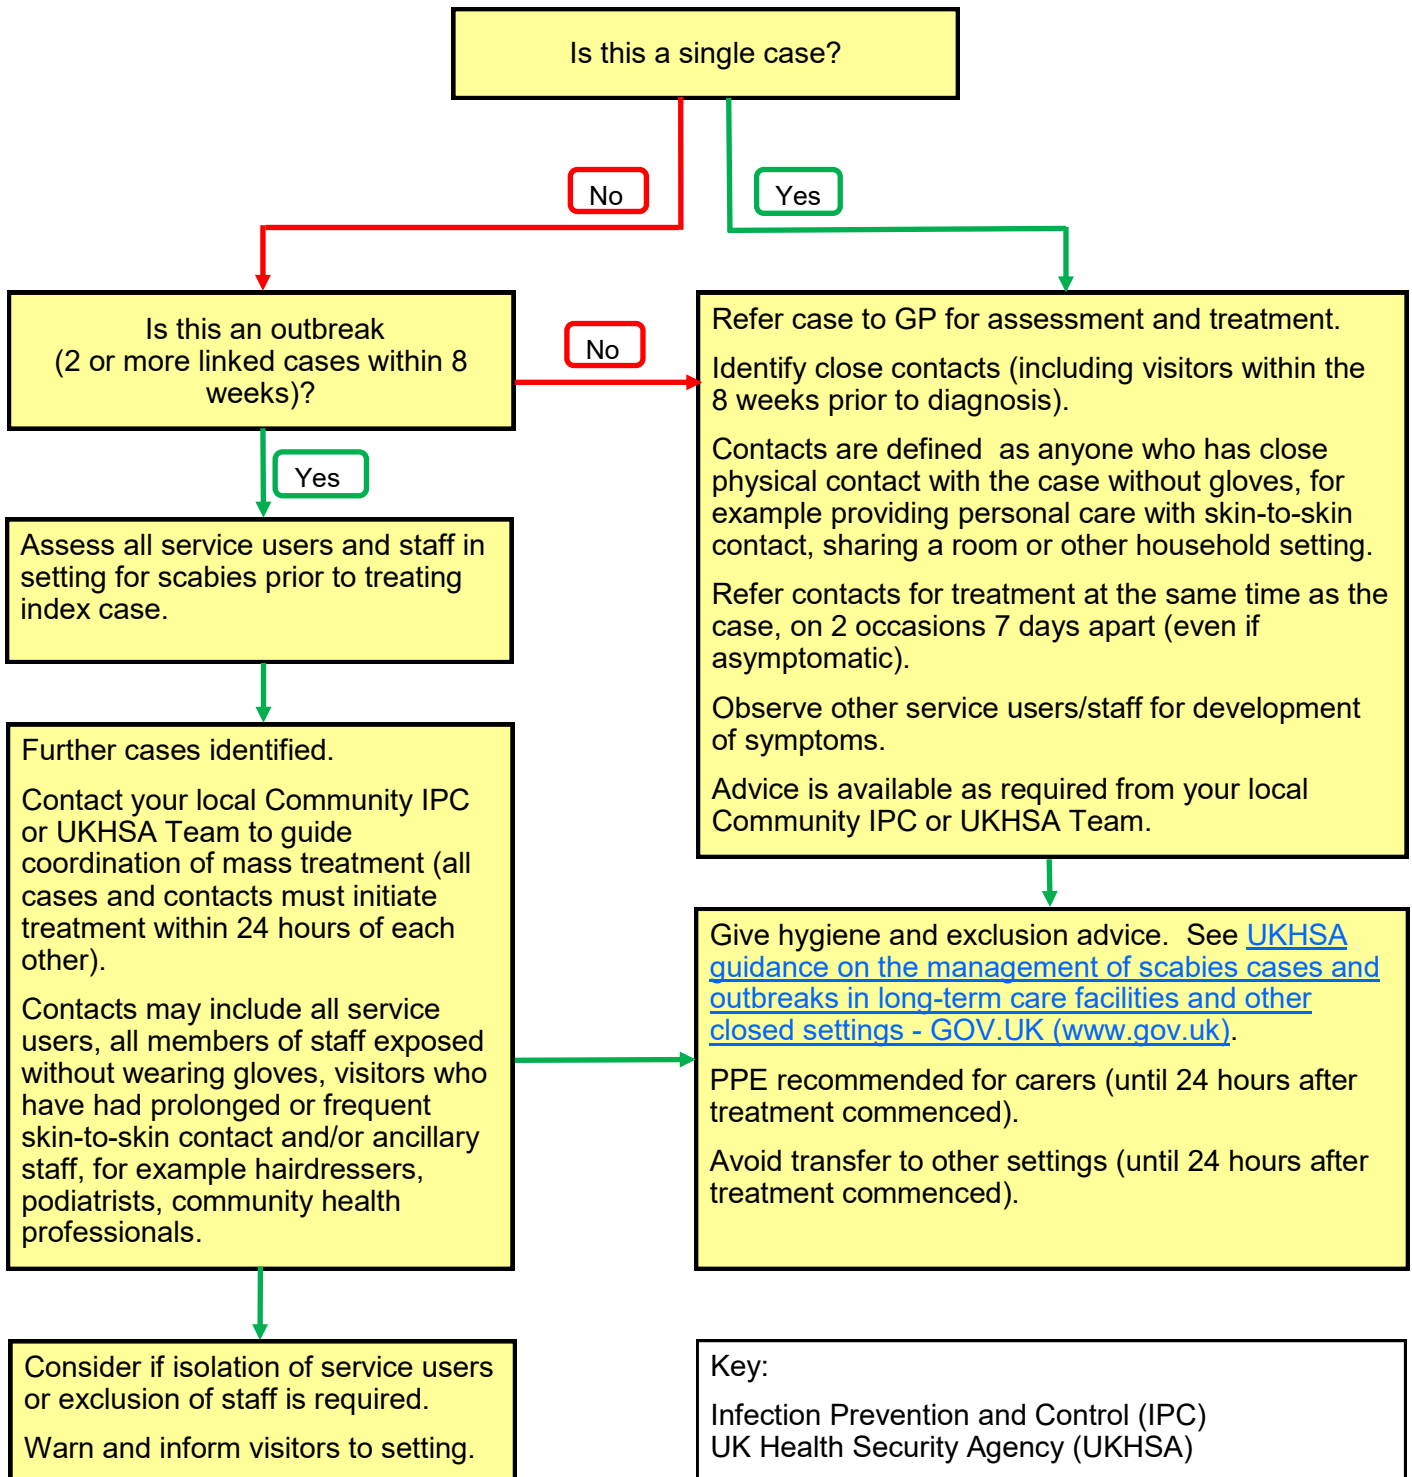 Is this a single case?
No
Yes
Is this an outbreak
(2 or more linked cases within 8
weeks)?
No
Yes
Refer case to GP for assessment and treatment.
Identify close contacts (including visitors within the
8 weeks prior to diagnosis).
Contacts are defined  as anyone who has close
physical contact with the case without gloves, for
example providing personal care with skin-to-skin
contact, sharing a room or other household setting.
Refer contacts for treatment at the same time as the
case, on 2 occasions 7 days apart (even if
asymptomatic).
Observe other service users/staff for development
of symptoms.
Advice is available as required from your local
Community IPC or UKHSA Team.
Assess all service users and staff in
setting for scabies prior to treating
index case.
Further cases identified.
Contact your local Community IPC
or UKHSA Team to guide
coordination of mass treatment (all
cases and contacts must initiate
treatment within 24 hours of each
other).
Contacts may include all service
users, all members of staff exposed
without wearing gloves, visitors who
have had prolonged or frequent
skin-to-skin contact and/or ancillary
staff, for example hairdressers,
podiatrists, community health
professionals.
Give hygiene and exclusion advice.  See UKHSA
guidance on the management of scabies cases and
outbreaks in long-term care facilities and other
closed settings - GOV.UK (www.gov.uk).
PPE recommended for carers (until 24 hours after
treatment commenced).
Avoid transfer to other settings (until 24 hours after
treatment commenced).
Consider if isolation of service users
or exclusion of staff is required.
Warn and inform visitors to setting.
Key:
Infection Prevention and Control (IPC)
UK Health Security Agency (UKHSA)